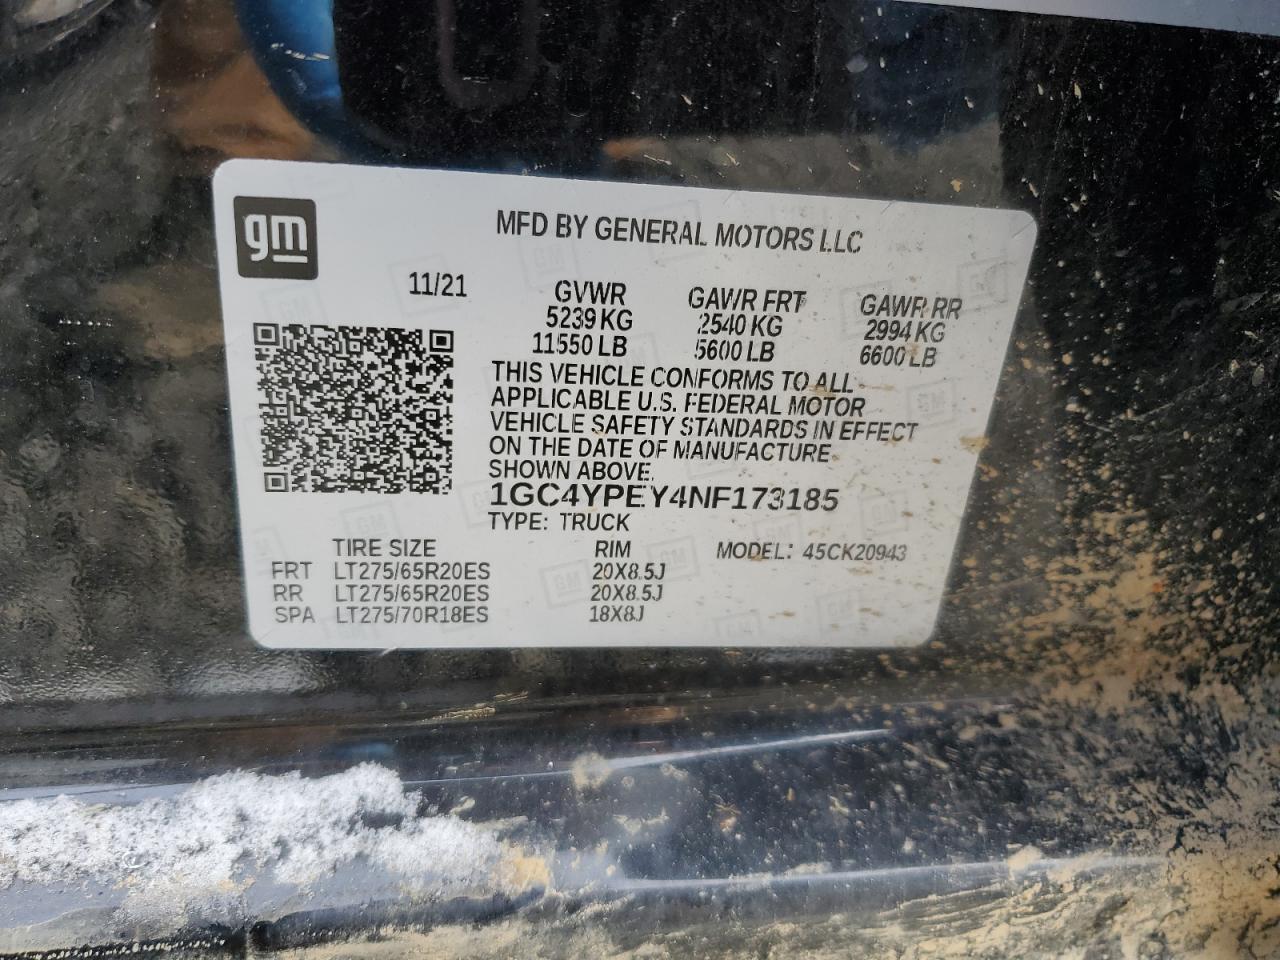 gm
MFD BY GENERAL MOTORS LLC
11/21
GVWR GAWR FRT GAWR RR
5239 KG 2540 KG 2994 KG
11550 LB 5600 LB 6600 LB
THIS VEHICLE CONFORMS TO ALL
APPLICABLE U.S. FEDERAL MOTOR
VEHICLE SAFETY STANDARDS IN EFFECT
ON THE DATE OF MANUFACTURE
SHOWN ABOVE.
1GC4YPEY4NF173185
TYPE: TRUCK
TIRE SIZE RIM MODEL: 45CK20943
FRT LT275/65R20ES 20X8.5J
RR LT275/65R20ES 20X8.5J
SPA LT275/70R18ES 18X8J